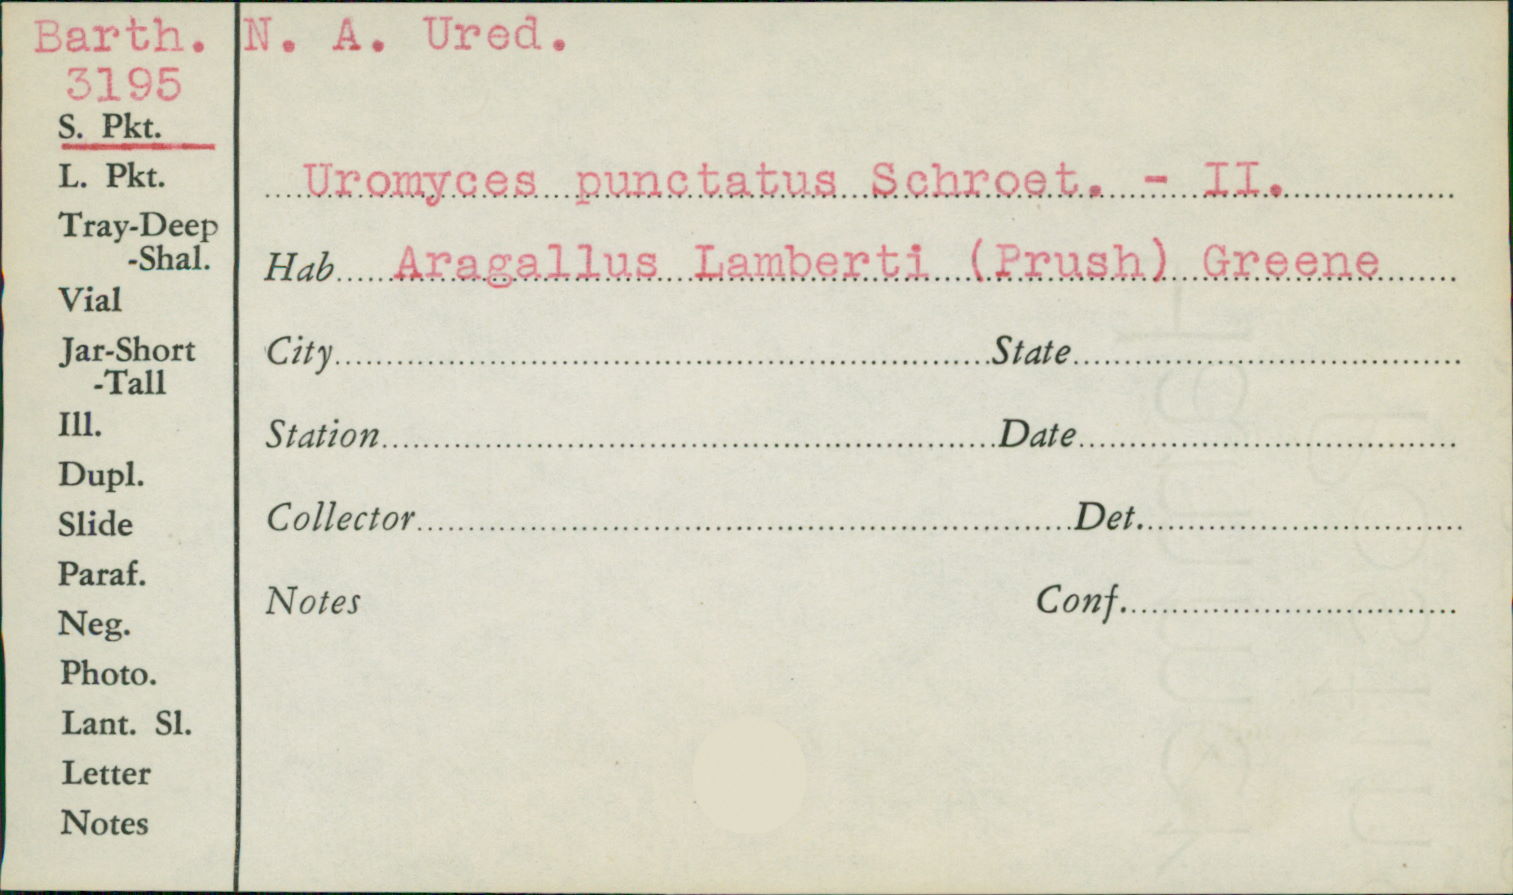 Barth. N. A. Ured.
3195
S. Pkt.
L. Pkt.
Tray-Deep
-Shal.
Vial
Jar-Short
-Tall
Ill.
Dupl.
Slide
Paraf.
Neg.
Photo.
Lant. Sl.
Letter
Notes
Uromyces punctatus Schroet. - II.
Hab Aragallus Lamberti (Prush) Greene
City State
Station Date
Collector Det.
Notes Conf.